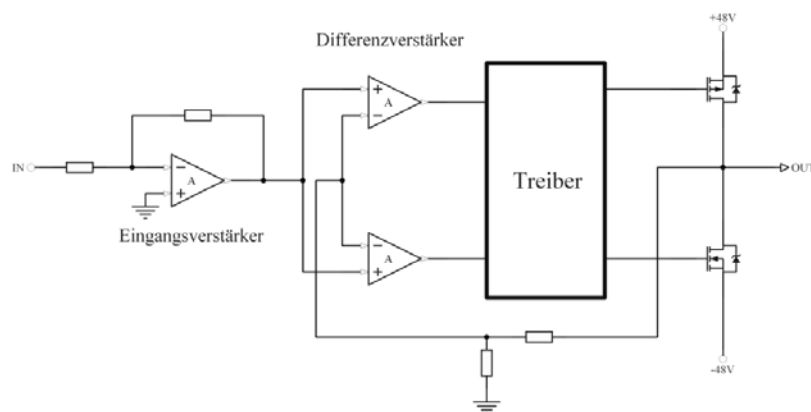 +48V
Differenzverstärker
+
A
−
IN
−
A
+
Eingangsverstärker
Treiber
OUT
−
A
+
-48V